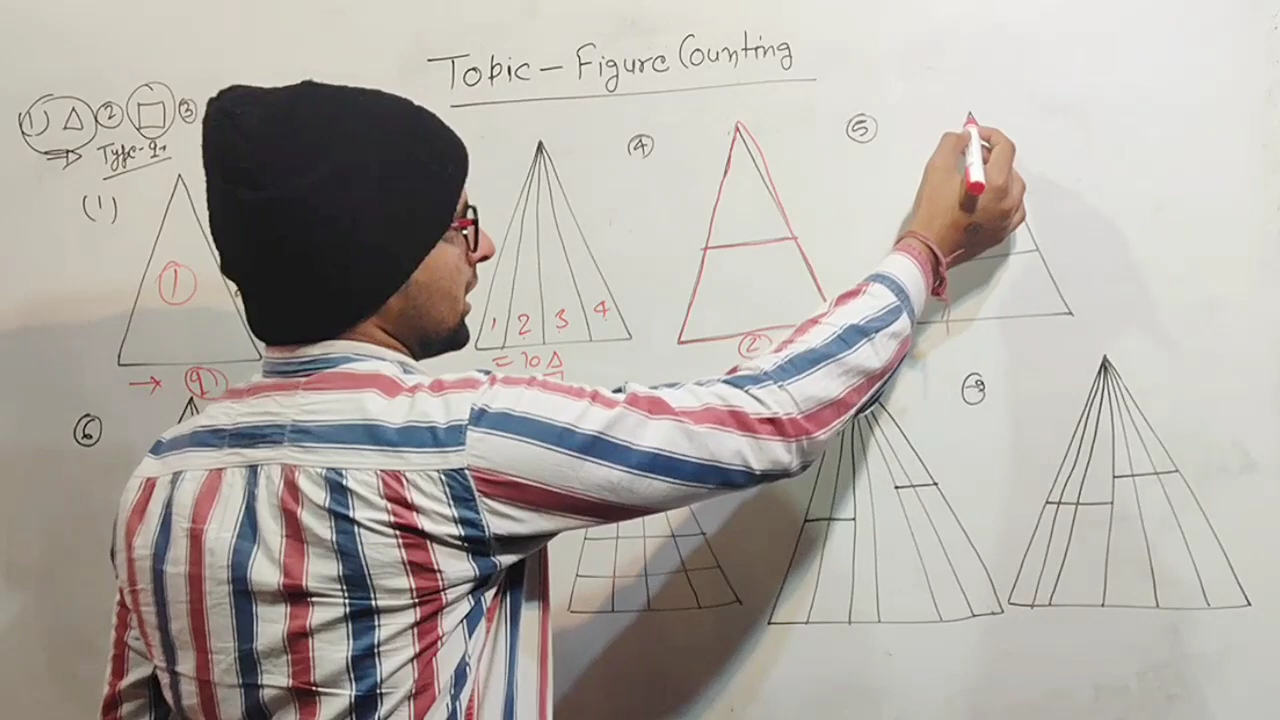 Topic - Figure Counting
1) △ ② □ ③
⇒ Type-9
(1)
①
→ ①
1 2 3 4
= 10 △
④
②
⑤
⑥
⑨